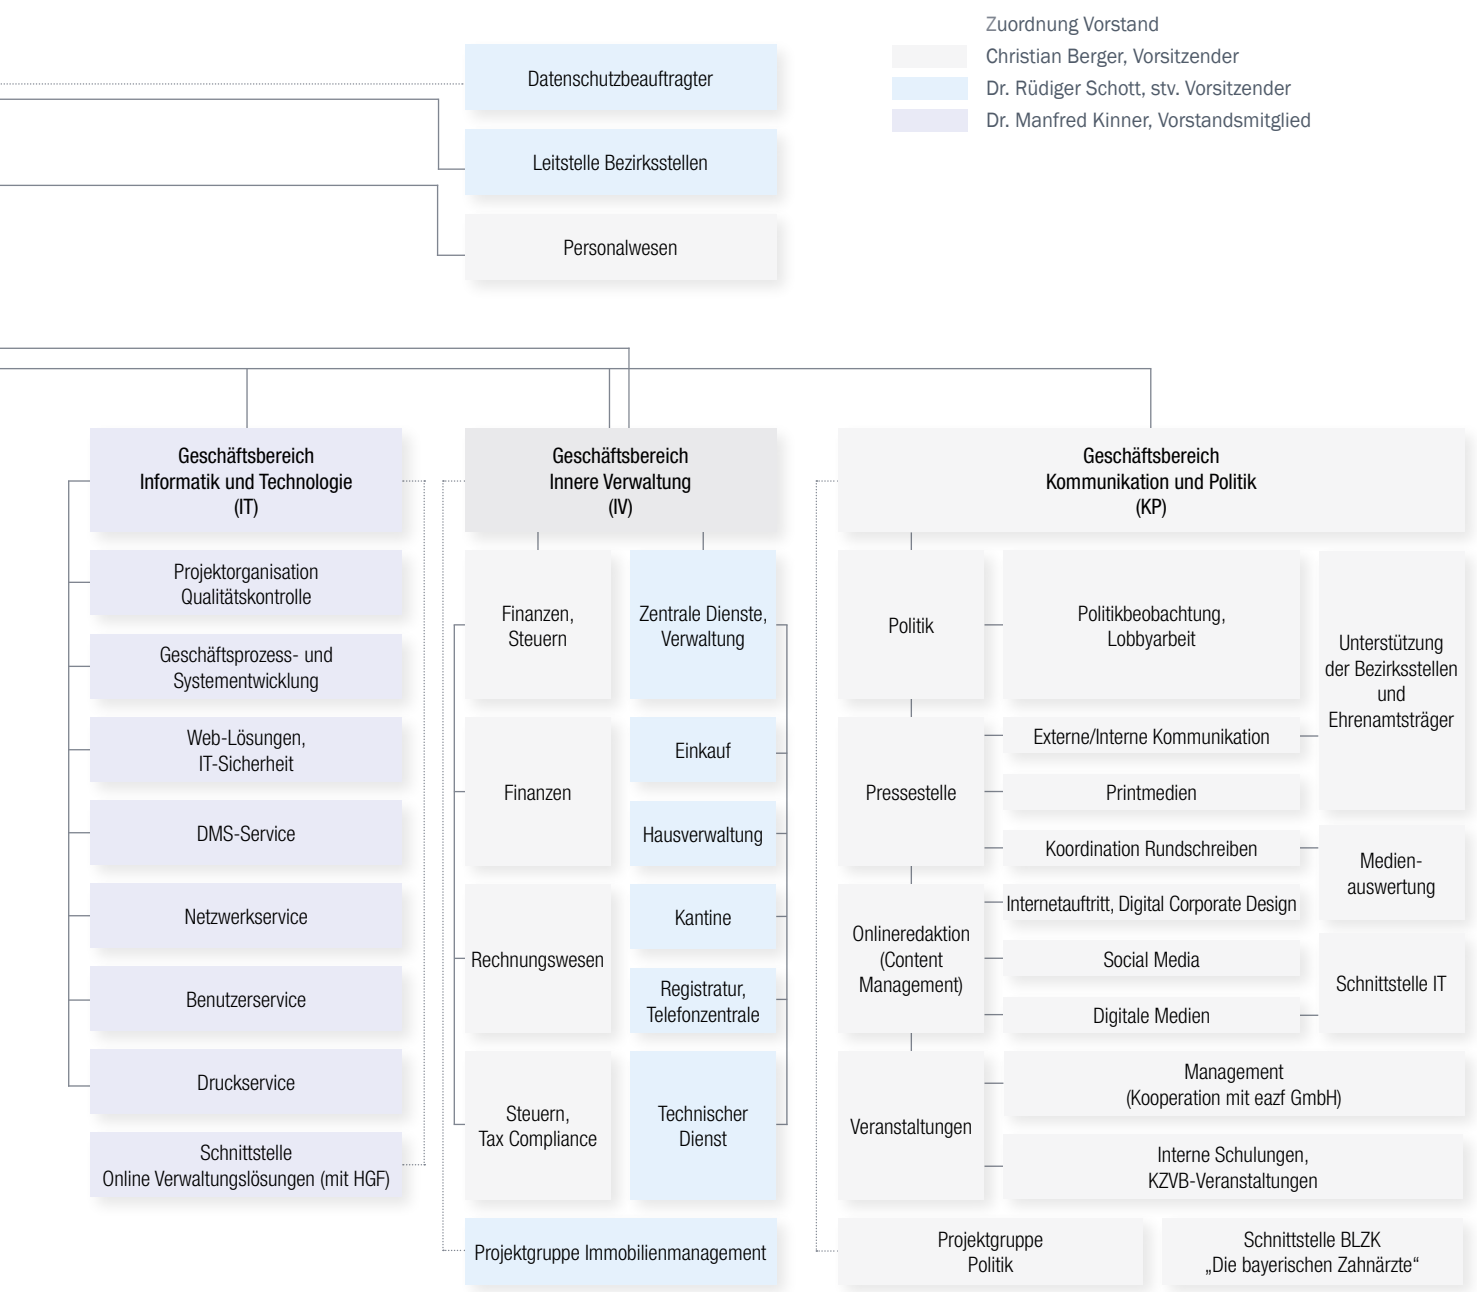 Zuordnung Vorstand
Christian Berger, Vorsitzender
Dr. Rüdiger Schott, stv. Vorsitzender
Dr. Manfred Kinner, Vorstandsmitglied
Datenschutzbeauftragter
Leitstelle Bezirksstellen
Personalwesen
Geschäftsbereich
Informatik und Technologie
(IT)
Projektorganisation
Qualitätskontrolle
Geschäftsprozess- und
Systementwicklung
Web-Lösungen,
IT-Sicherheit
DMS-Service
Netzwerkservice
Benutzerservice
Druckservice
Schnittstelle
Online Verwaltungslösungen (mit HGF)
Geschäftsbereich
Innere Verwaltung
(IV)
Finanzen,
Steuern
Finanzen
Rechnungswesen
Steuern,
Tax Compliance
Zentrale Dienste,
Verwaltung
Einkauf
Hausverwaltung
Kantine
Registratur,
Telefonzentrale
Technischer
Dienst
Projektgruppe Immobilienmanagement
Geschäftsbereich
Kommunikation und Politik
(KP)
Politik
Politikbeobachtung,
Lobbyarbeit
Unterstützung
der Bezirksstellen
und
Ehrenamtsträger
Pressestelle
Externe/Interne Kommunikation
Printmedien
Koordination Rundschreiben
Medien-
auswertung
Onlineredaktion
(Content
Management)
Internetauftritt, Digital Corporate Design
Social Media
Digitale Medien
Schnittstelle IT
Veranstaltungen
Management
(Kooperation mit eazf GmbH)
Interne Schulungen,
KZVB-Veranstaltungen
Projektgruppe
Politik
Schnittstelle BLZK
„Die bayerischen Zahnärzte“